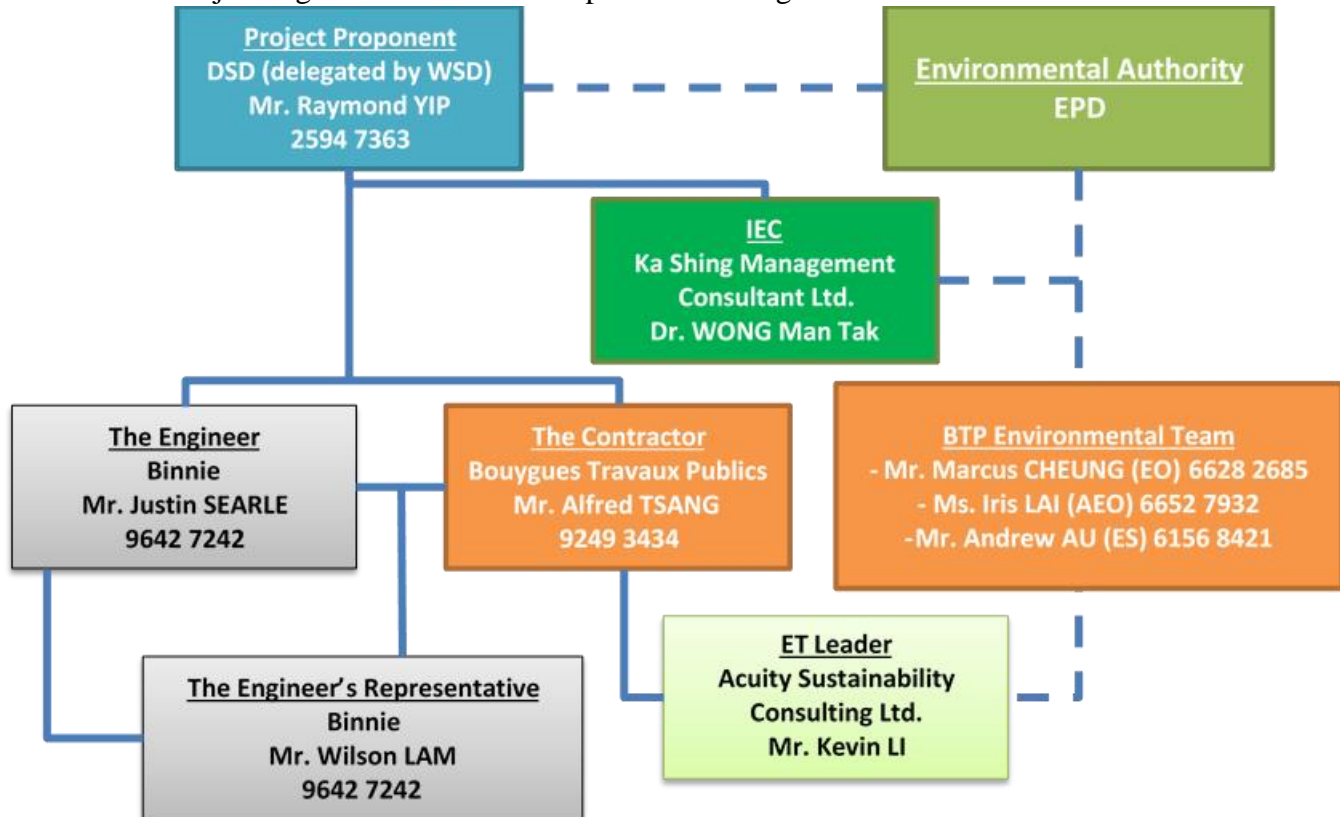 Project Proponent
DSD (delegated by WSD)
Mr. Raymond YIP
2594 7363
Environmental Authority
EPD
IEC
Ka Shing Management
Consultant Ltd.
Dr. WONG Man Tak
The Engineer
Binnie
Mr. Justin SEARLE
9642 7242
The Contractor
Bouygues Travaux Publics
Mr. Alfred TSANG
9249 3434
BTP Environmental Team
- Mr. Marcus CHEUNG (EO) 6628 2685
- Ms. Iris LAI (AEO) 6652 7932
-Mr. Andrew AU (ES) 6156 8421
The Engineer's Representative
Binnie
Mr. Wilson LAM
9642 7242
ET Leader
Acuity Sustainability
Consulting Ltd.
Mr. Kevin LI